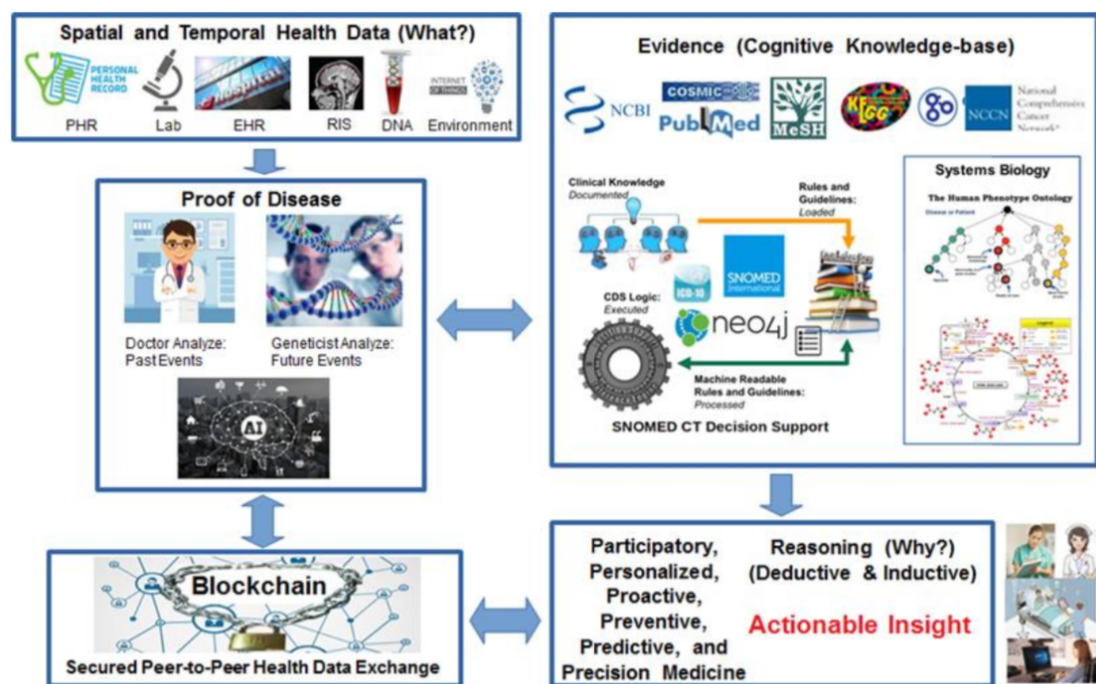 Spatial and Temporal Health Data (What?)
PERSONAL
HEALTH
RECORD
Hospital
INTERNET
OF THINGS
PHR
Lab
EHR
RIS
DNA
Environment
Proof of Disease
Doctor Analyze:
Past Events
Geneticist Analyze:
Future Events
AI
Blockchain
Secured Peer-to-Peer Health Data Exchange
Evidence (Cognitive Knowledge-base)
NCBI
COSMIC
PubMed
MeSH
KEGG
NCCN
National
Comprehensive
Cancer
Network®
Clinical Knowledge
Documented
Rules and
Guidelines:
Loaded
ICD-10
SNOMED
International
CDS Logic:
Executed
neo4j
Machine Readable
Rules and Guidelines:
Processed
SNOMED CT Decision Support
Systems Biology
The Human Phenotype Ontology
Disease or Patient
Legend
Participatory,
Personalized,
Proactive,
Preventive,
Predictive, and
Precision Medicine
Reasoning (Why?)
(Deductive & Inductive)
Actionable Insight